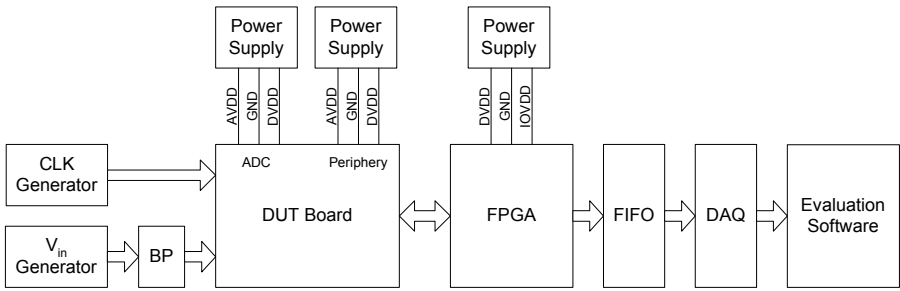 Power
Supply
Power
Supply
Power
Supply
AVDD
GND
DVDD
AVDD
GND
DVDD
DVDD
GND
IOVDD
CLK
Generator
ADC
Periphery
DUT Board
FPGA
FIFO
DAQ
Evaluation
Software
Vin
Generator
BP